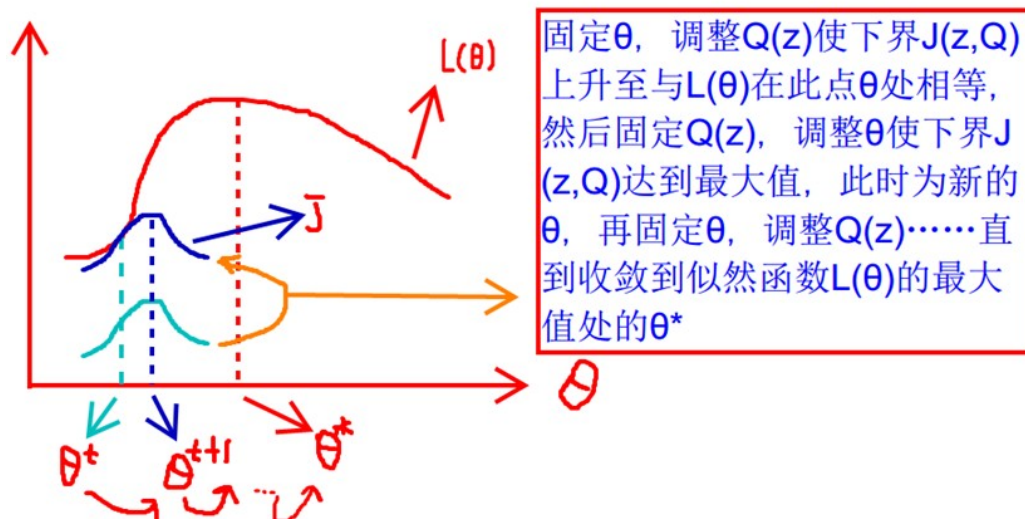 L(θ)
J
θ
θ^t
θ^t+1
θ*
固定θ，调整Q(z)使下界J(z,Q)
上升至与L(θ)在此点θ处相等，
然后固定Q(z)，调整θ使下界J
(z,Q)达到最大值，此时为新的
θ，再固定θ，调整Q(z)……直
到收敛到似然函数L(θ)的最大
值处的θ*